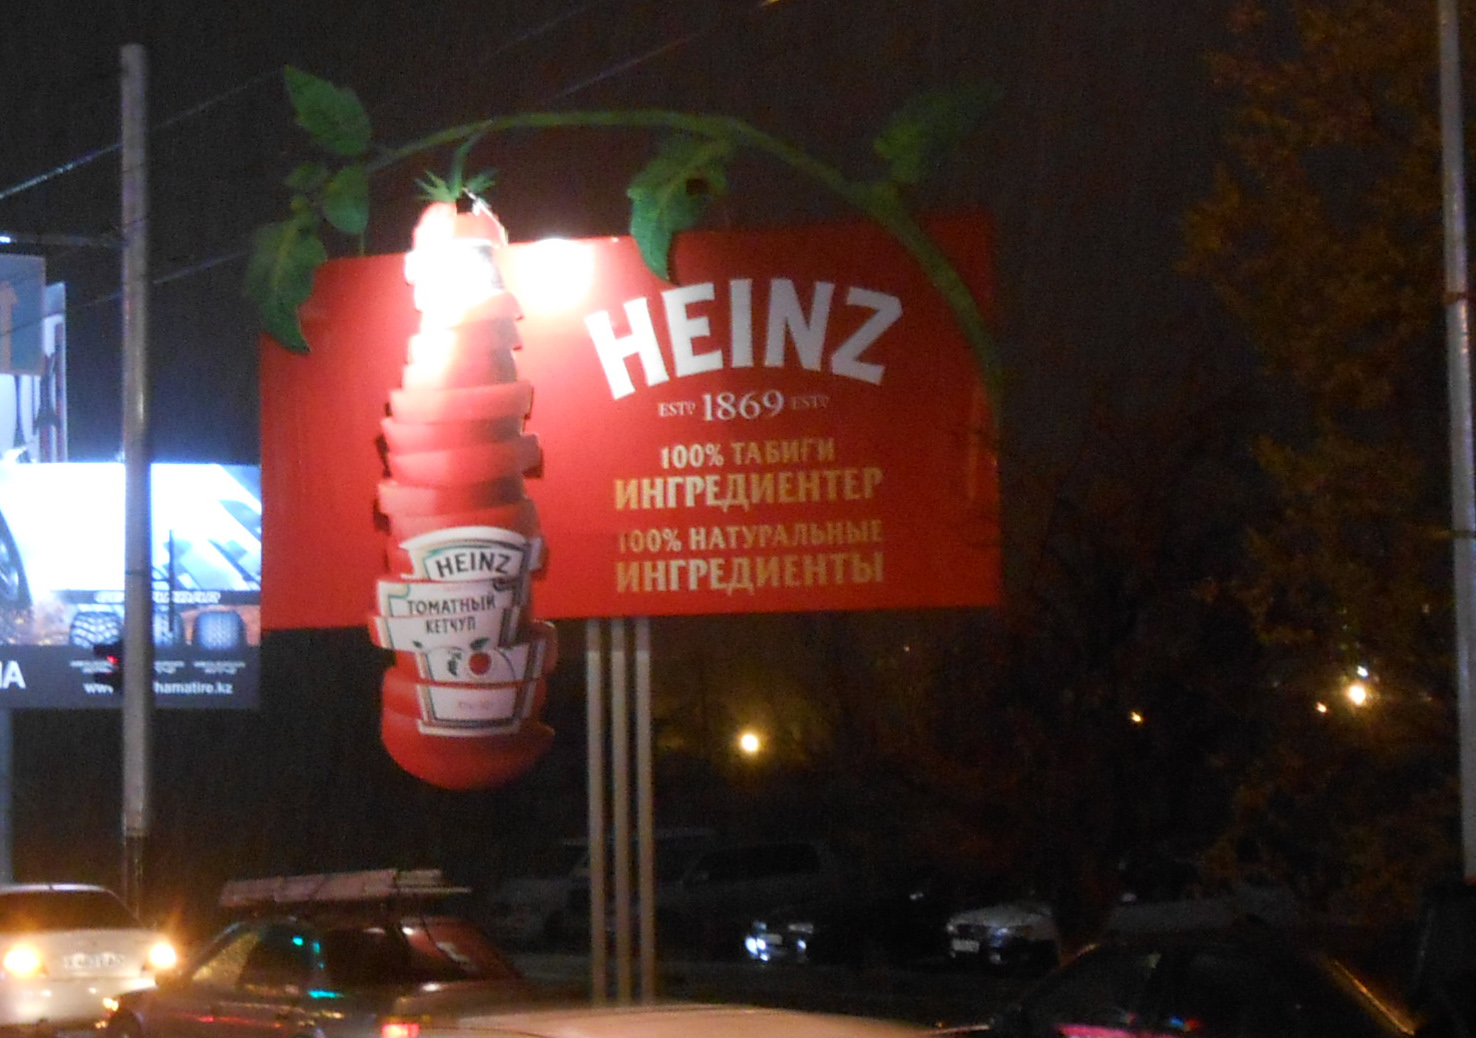 HEINZ
ESTD 1869 ESTD
100% ТАБИҒИ
ИНГРЕДИЕНТЕР
100% НАТУРАЛЬНЫЕ
ИНГРЕДИЕНТЫ
HEINZ
ТОМАТНЫЙ
КЕТЧУП